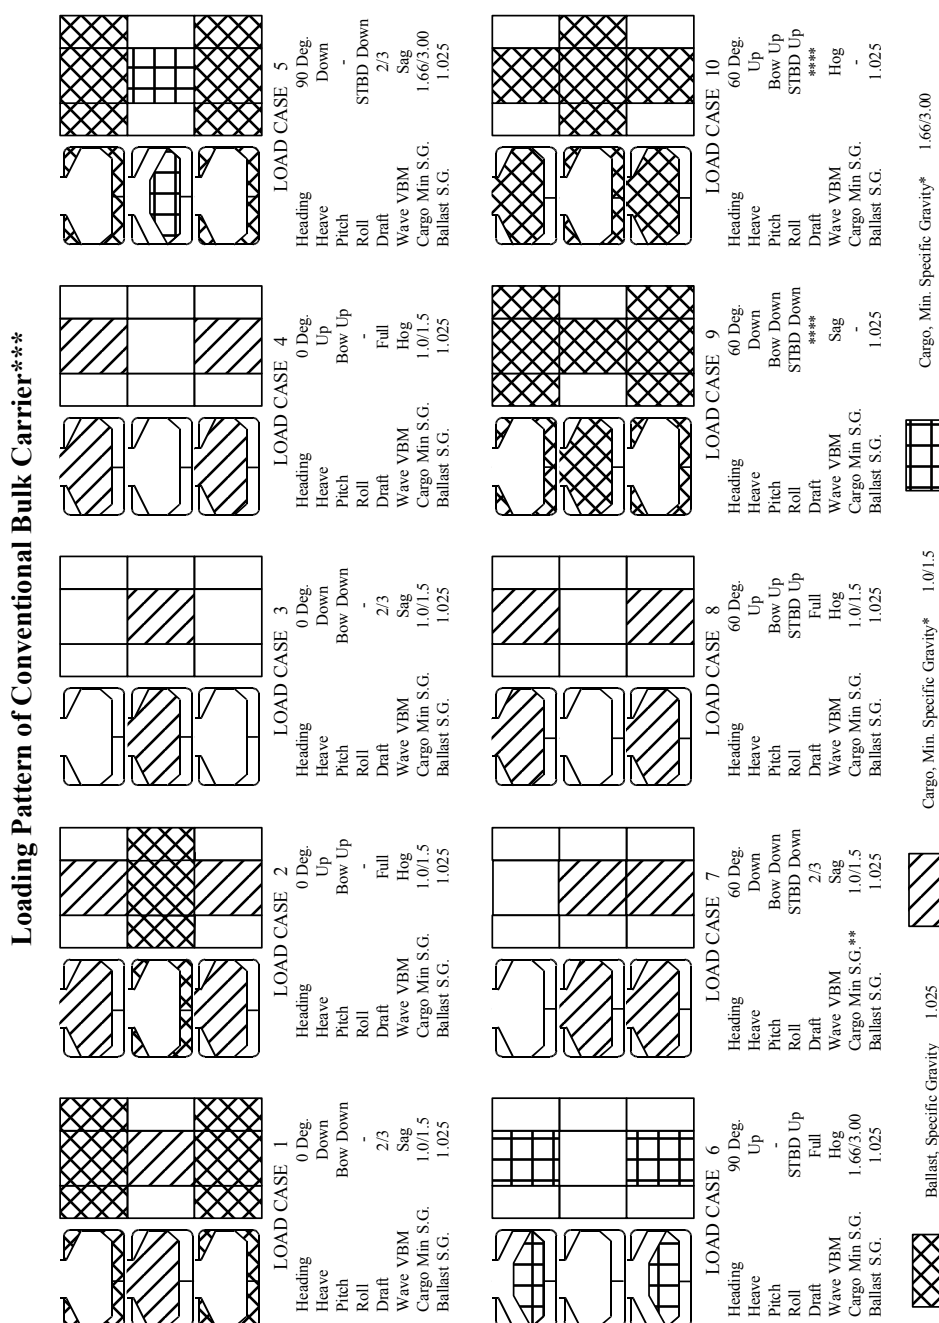 Loading Pattern of Conventional Bulk Carrier***
LOAD CASE 1
Heading 0 Deg.
Heave Down
Pitch Bow Down
Roll -
Draft 2/3
Wave VBM Sag
Cargo Min S.G. 1.0/1.5
Ballast S.G. 1.025
LOAD CASE 2
Heading 0 Deg.
Heave Up
Pitch Bow Up
Roll -
Draft Full
Wave VBM Hog
Cargo Min S.G. 1.0/1.5
Ballast S.G. 1.025
LOAD CASE 3
Heading 0 Deg.
Heave Down
Pitch Bow Down
Roll -
Draft 2/3
Wave VBM Sag
Cargo Min S.G. 1.0/1.5
Ballast S.G. 1.025
LOAD CASE 4
Heading 0 Deg.
Heave Up
Pitch Bow Up
Roll -
Draft Full
Wave VBM Hog
Cargo Min S.G. 1.0/1.5
Ballast S.G. 1.025
LOAD CASE 5
Heading 90 Deg.
Heave Down
Pitch -
Roll STBD Down
Draft 2/3
Wave VBM Sag
Cargo Min S.G. 1.66/3.00
Ballast S.G. 1.025
LOAD CASE 6
Heading 90 Deg.
Heave Up
Pitch -
Roll STBD Up
Draft Full
Wave VBM Hog
Cargo Min S.G. 1.66/3.00
Ballast S.G. 1.025
LOAD CASE 7
Heading 60 Deg.
Heave Down
Pitch Bow Down
Roll STBD Down
Draft 2/3
Wave VBM Sag
Cargo Min S.G.** 1.0/1.5
Ballast S.G. 1.025
LOAD CASE 8
Heading 60 Deg.
Heave Up
Pitch Bow Up
Roll STBD Up
Draft Full
Wave VBM Hog
Cargo Min S.G. 1.0/1.5
Ballast S.G. 1.025
LOAD CASE 9
Heading 60 Deg.
Heave Down
Pitch Bow Down
Roll STBD Down
Draft ****
Wave VBM Sag
Cargo Min S.G. -
Ballast S.G. 1.025
LOAD CASE 10
Heading 60 Deg.
Heave Up
Pitch Bow Up
Roll STBD Up
Draft ****
Wave VBM Hog
Cargo Min S.G. -
Ballast S.G. 1.025
Ballast, Specific Gravity 1.025
Cargo, Min. Specific Gravity* 1.0/1.5
Cargo, Min. Specific Gravity* 1.66/3.00